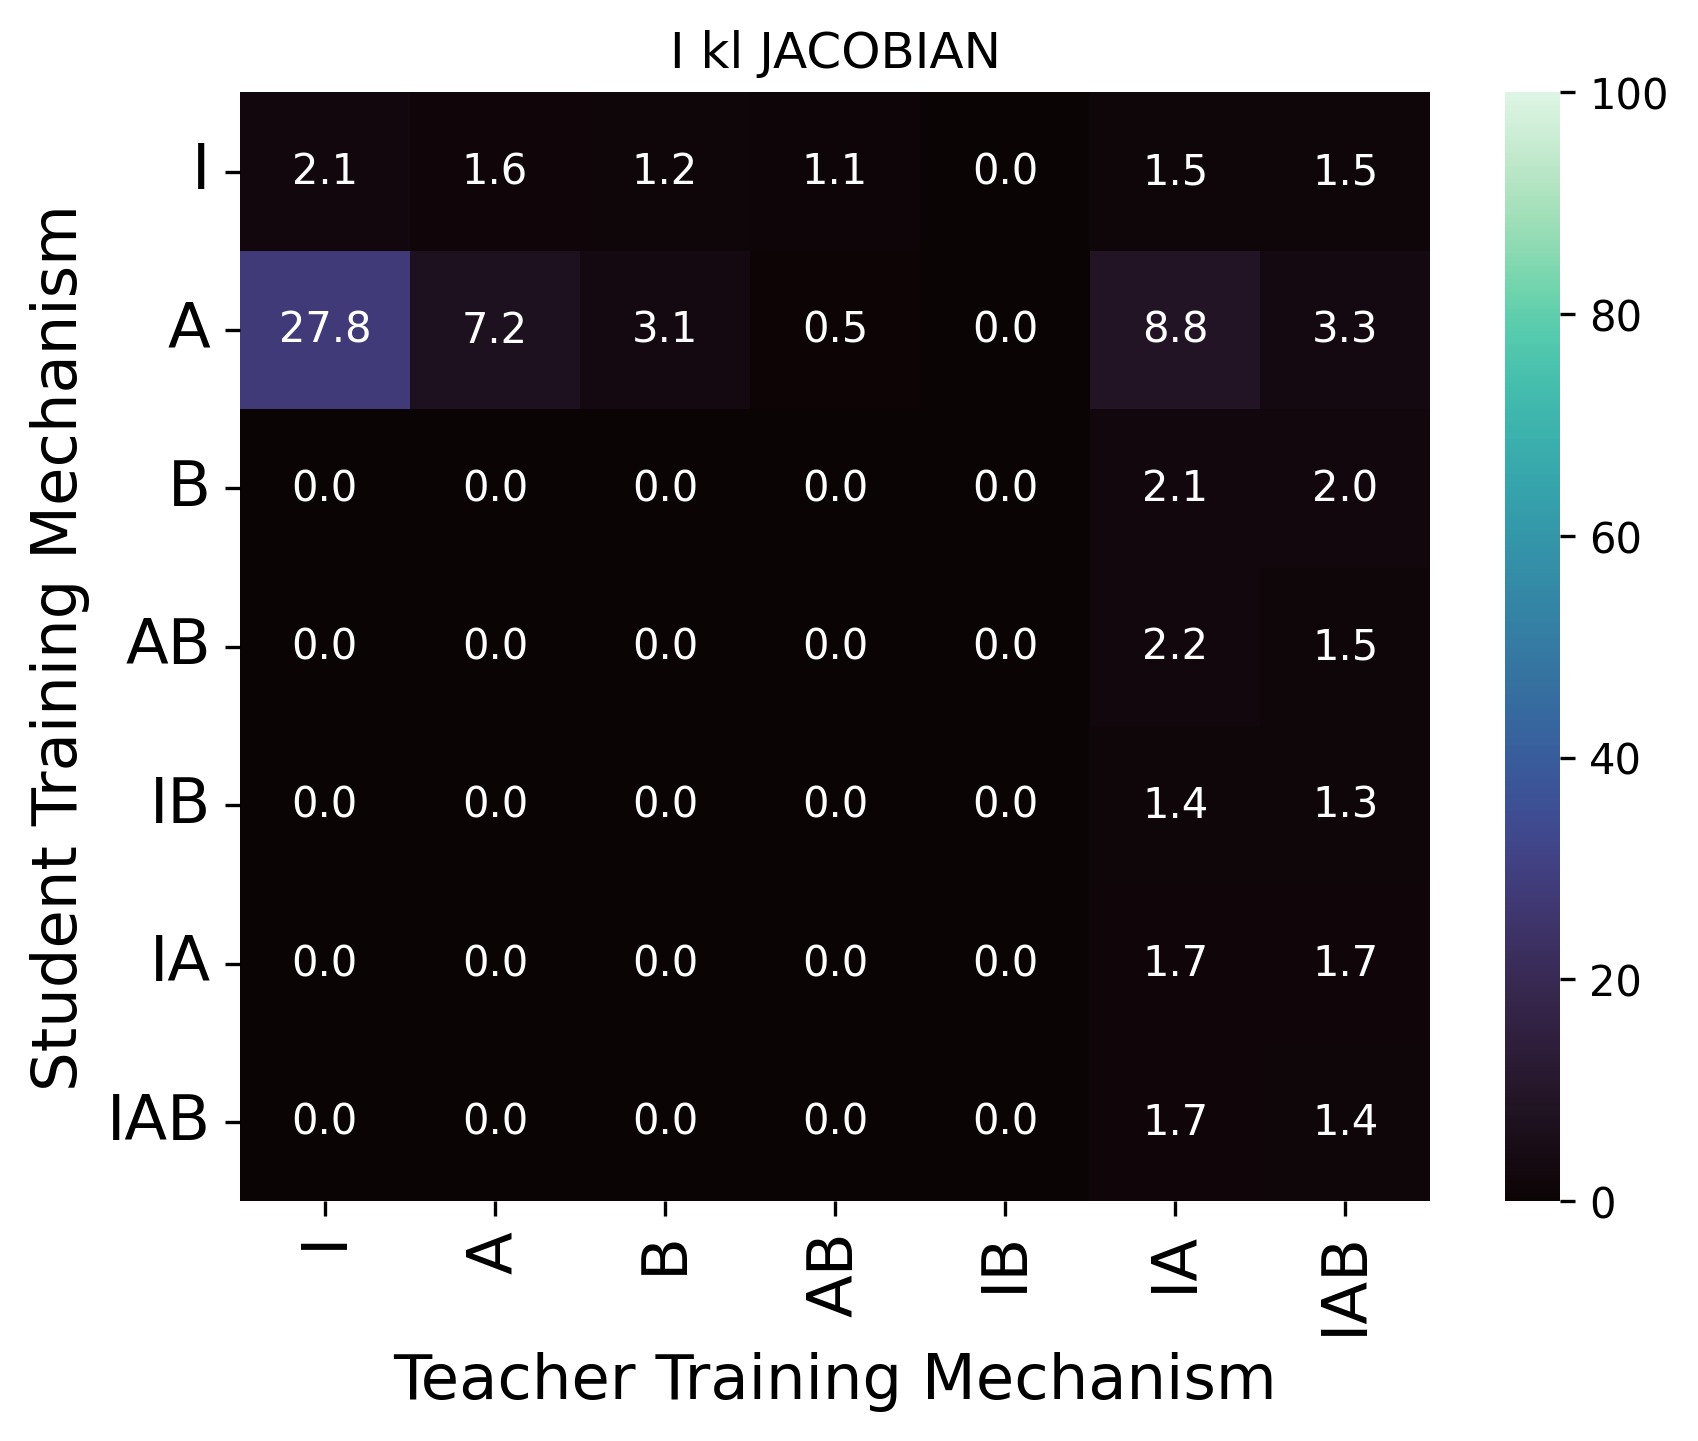 I kl JACOBIAN
Student Training Mechanism
I 2.1 1.6 1.2 1.1 0.0 1.5 1.5
A 27.8 7.2 3.1 0.5 0.0 8.8 3.3
B 0.0 0.0 0.0 0.0 0.0 2.1 2.0
AB 0.0 0.0 0.0 0.0 0.0 2.2 1.5
IB 0.0 0.0 0.0 0.0 0.0 1.4 1.3
IA 0.0 0.0 0.0 0.0 0.0 1.7 1.7
IAB 0.0 0.0 0.0 0.0 0.0 1.7 1.4
I A B AB IB IA IAB
Teacher Training Mechanism
100
80
60
40
20
0